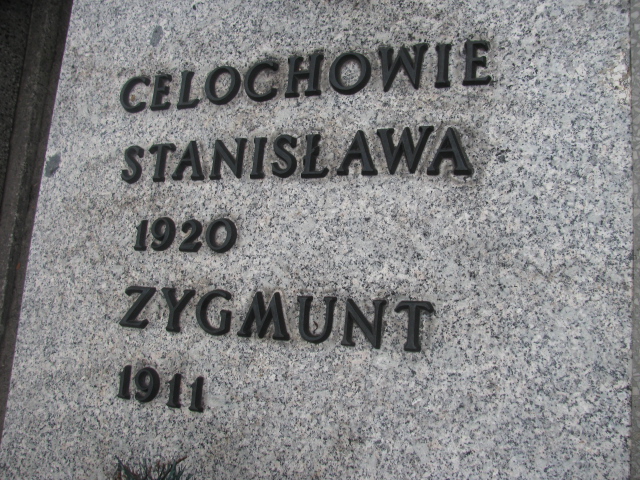 CELOCHOWIE
STANISŁAWA
1920
ZYGMUNT
1911